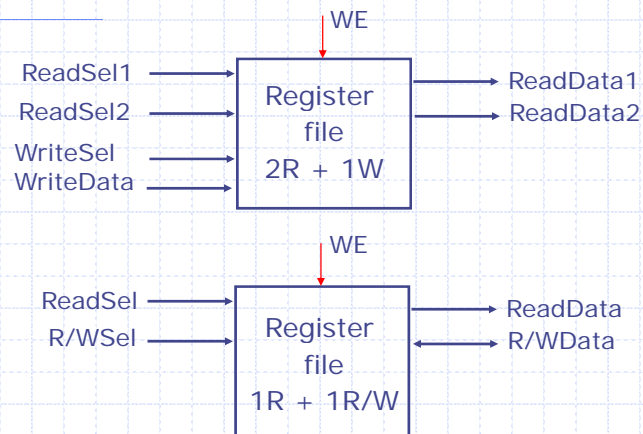 WE
ReadSel1
ReadSel2
WriteSel
WriteData
Register
file
2R + 1W
ReadData1
ReadData2
WE
ReadSel
R/WSel
Register
file
1R + 1R/W
ReadData
R/WData